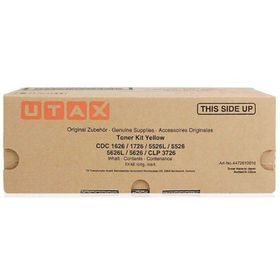 UTAX
THIS SIDE UP
Original Zubehör · Genuine Supplies · Accessoires Originales
Toner Kit Yellow
CDC 1626 / 1726 / 5526L / 5526
5626L / 5626 / CLP 3726
Inhalt · Contents · Contenance